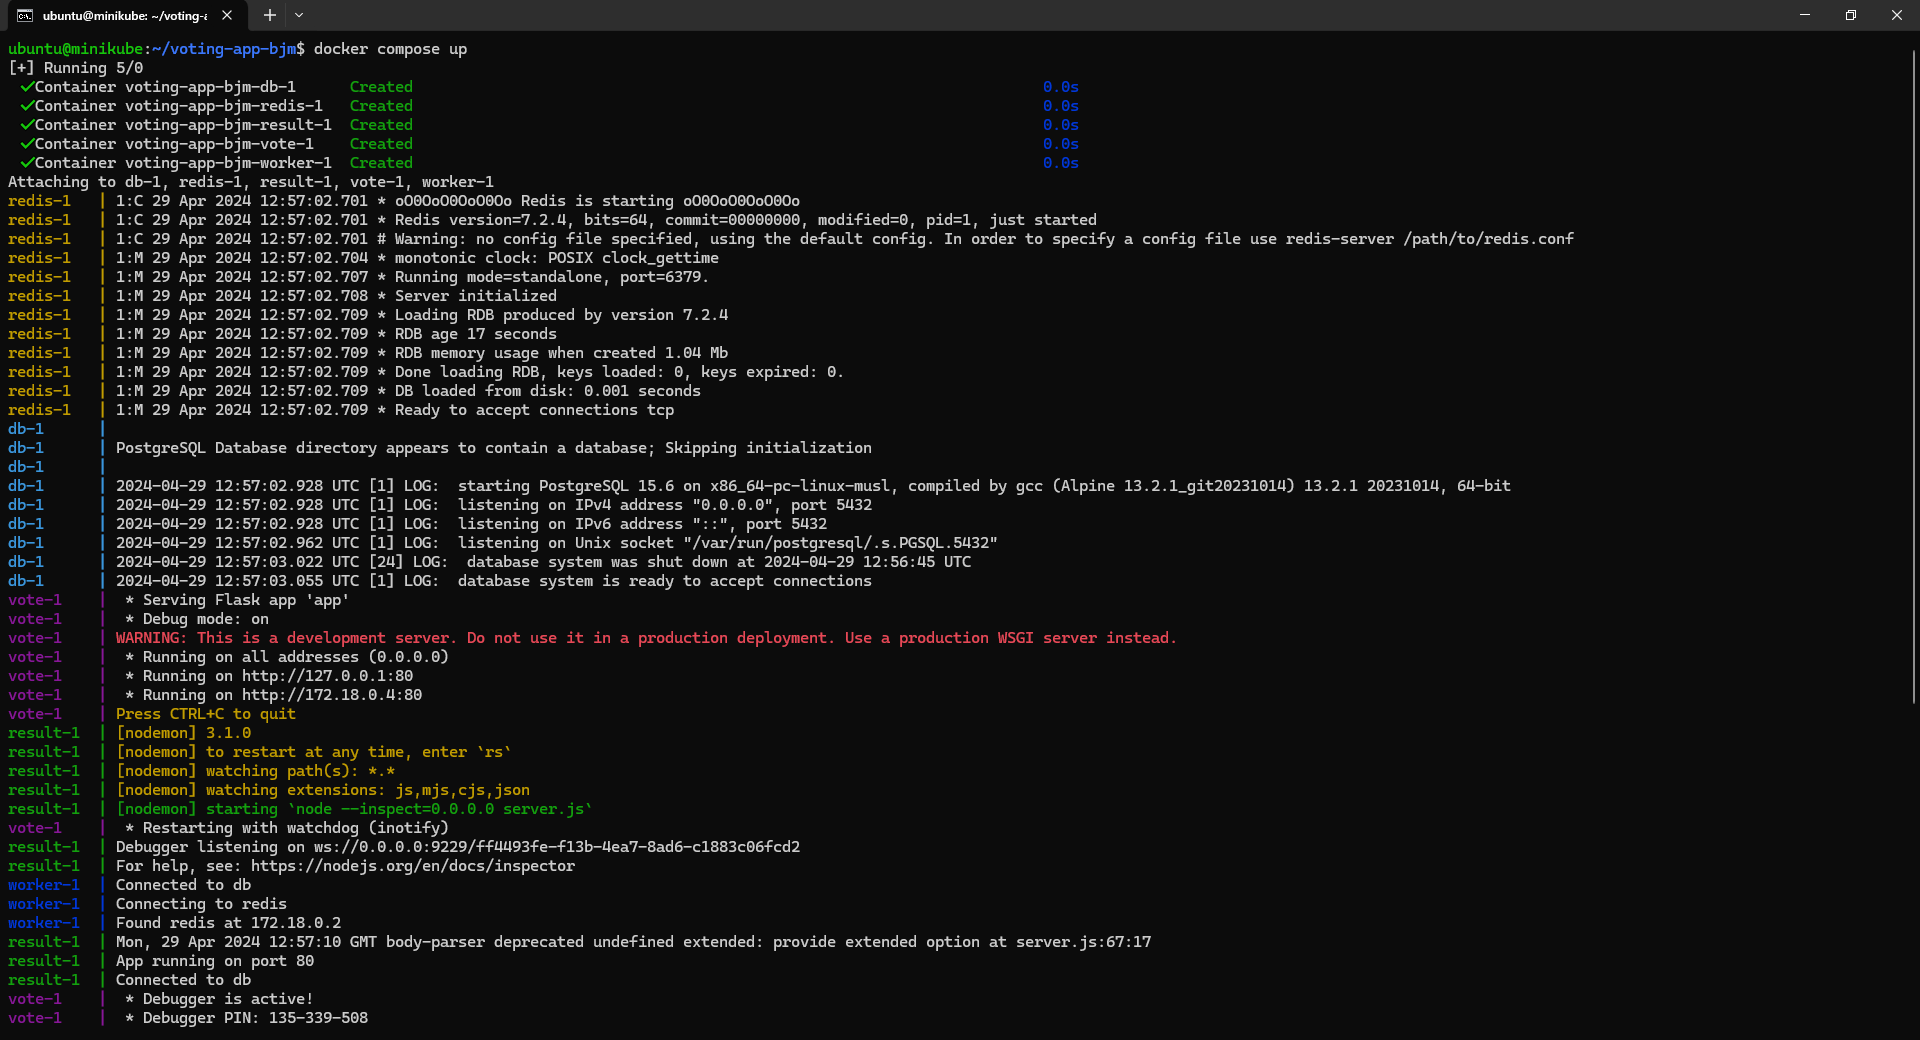 ubuntu@minikube: ~/voting-a
ubuntu@minikube:~/voting-app-bjm$ docker compose up
[+] Running 5/0
✓Container voting-app-bjm-db-1 Created 0.0s
✓Container voting-app-bjm-redis-1 Created 0.0s
✓Container voting-app-bjm-result-1 Created 0.0s
✓Container voting-app-bjm-vote-1 Created 0.0s
✓Container voting-app-bjm-worker-1 Created 0.0s
Attaching to db-1, redis-1, result-1, vote-1, worker-1
redis-1 | 1:C 29 Apr 2024 12:57:02.701 * oO0OoO0OoO0Oo Redis is starting oO0OoO0OoO0Oo
redis-1 | 1:C 29 Apr 2024 12:57:02.701 * Redis version=7.2.4, bits=64, commit=00000000, modified=0, pid=1, just started
redis-1 | 1:C 29 Apr 2024 12:57:02.701 # Warning: no config file specified, using the default config. In order to specify a config file use redis-server /path/to/redis.conf
redis-1 | 1:M 29 Apr 2024 12:57:02.704 * monotonic clock: POSIX clock_gettime
redis-1 | 1:M 29 Apr 2024 12:57:02.707 * Running mode=standalone, port=6379.
redis-1 | 1:M 29 Apr 2024 12:57:02.708 * Server initialized
redis-1 | 1:M 29 Apr 2024 12:57:02.709 * Loading RDB produced by version 7.2.4
redis-1 | 1:M 29 Apr 2024 12:57:02.709 * RDB age 17 seconds
redis-1 | 1:M 29 Apr 2024 12:57:02.709 * RDB memory usage when created 1.04 Mb
redis-1 | 1:M 29 Apr 2024 12:57:02.709 * Done loading RDB, keys loaded: 0, keys expired: 0.
redis-1 | 1:M 29 Apr 2024 12:57:02.709 * DB loaded from disk: 0.001 seconds
redis-1 | 1:M 29 Apr 2024 12:57:02.709 * Ready to accept connections tcp
db-1 |
db-1 | PostgreSQL Database directory appears to contain a database; Skipping initialization
db-1 |
db-1 | 2024-04-29 12:57:02.928 UTC [1] LOG:  starting PostgreSQL 15.6 on x86_64-pc-linux-musl, compiled by gcc (Alpine 13.2.1_git20231014) 13.2.1 20231014, 64-bit
db-1 | 2024-04-29 12:57:02.928 UTC [1] LOG:  listening on IPv4 address "0.0.0.0", port 5432
db-1 | 2024-04-29 12:57:02.928 UTC [1] LOG:  listening on IPv6 address "::", port 5432
db-1 | 2024-04-29 12:57:02.962 UTC [1] LOG:  listening on Unix socket "/var/run/postgresql/.s.PGSQL.5432"
db-1 | 2024-04-29 12:57:03.022 UTC [24] LOG:  database system was shut down at 2024-04-29 12:56:45 UTC
db-1 | 2024-04-29 12:57:03.055 UTC [1] LOG:  database system is ready to accept connections
vote-1 |  * Serving Flask app 'app'
vote-1 |  * Debug mode: on
vote-1 | WARNING: This is a development server. Do not use it in a production deployment. Use a production WSGI server instead.
vote-1 |  * Running on all addresses (0.0.0.0)
vote-1 |  * Running on http://127.0.0.1:80
vote-1 |  * Running on http://172.18.0.4:80
vote-1 | Press CTRL+C to quit
result-1 | [nodemon] 3.1.0
result-1 | [nodemon] to restart at any time, enter `rs`
result-1 | [nodemon] watching path(s): *.*
result-1 | [nodemon] watching extensions: js,mjs,cjs,json
result-1 | [nodemon] starting `node --inspect=0.0.0.0 server.js`
vote-1 |  * Restarting with watchdog (inotify)
result-1 | Debugger listening on ws://0.0.0.0:9229/ff4493fe-f13b-4ea7-8ad6-c1883c06fcd2
result-1 | For help, see: https://nodejs.org/en/docs/inspector
worker-1 | Connected to db
worker-1 | Connecting to redis
worker-1 | Found redis at 172.18.0.2
result-1 | Mon, 29 Apr 2024 12:57:10 GMT body-parser deprecated undefined extended: provide extended option at server.js:67:17
result-1 | App running on port 80
result-1 | Connected to db
vote-1 |  * Debugger is active!
vote-1 |  * Debugger PIN: 135-339-508